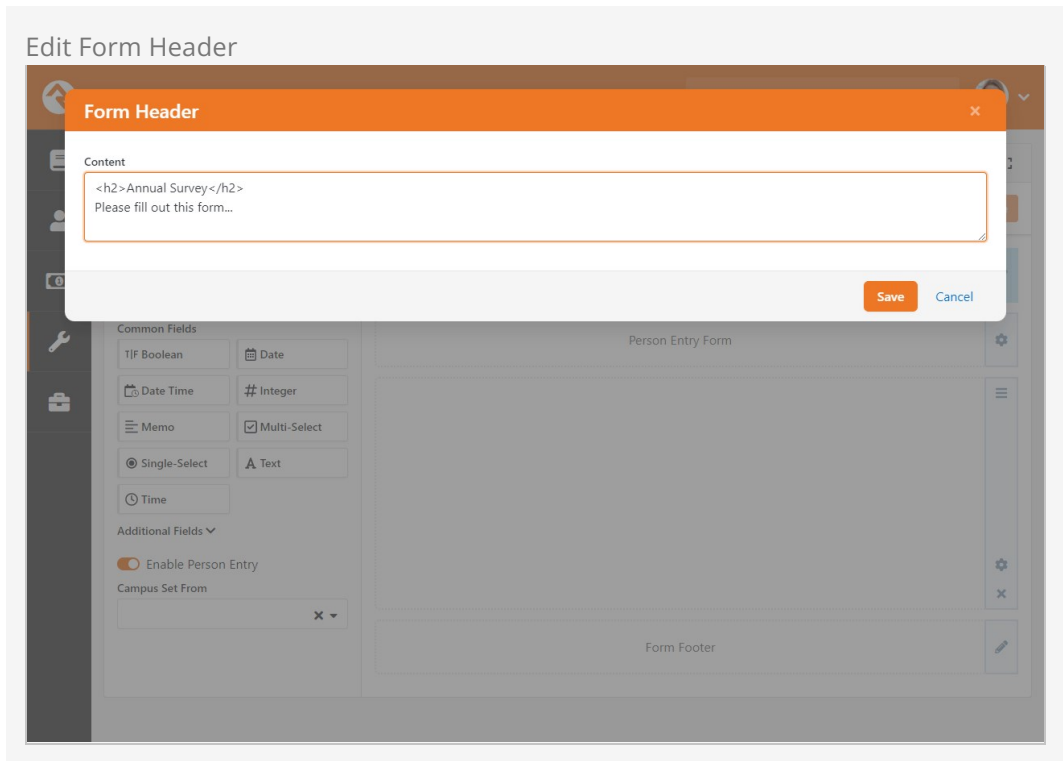 Edit Form Header
Form Header
Content
<h2>Annual Survey</h2>
Please fill out this form...
Save Cancel
Common Fields
T|F Boolean
Date
Date Time
# Integer
Memo
Multi-Select
Single-Select
A Text
Time
Additional Fields
Enable Person Entry
Campus Set From
Person Entry Form
Form Footer